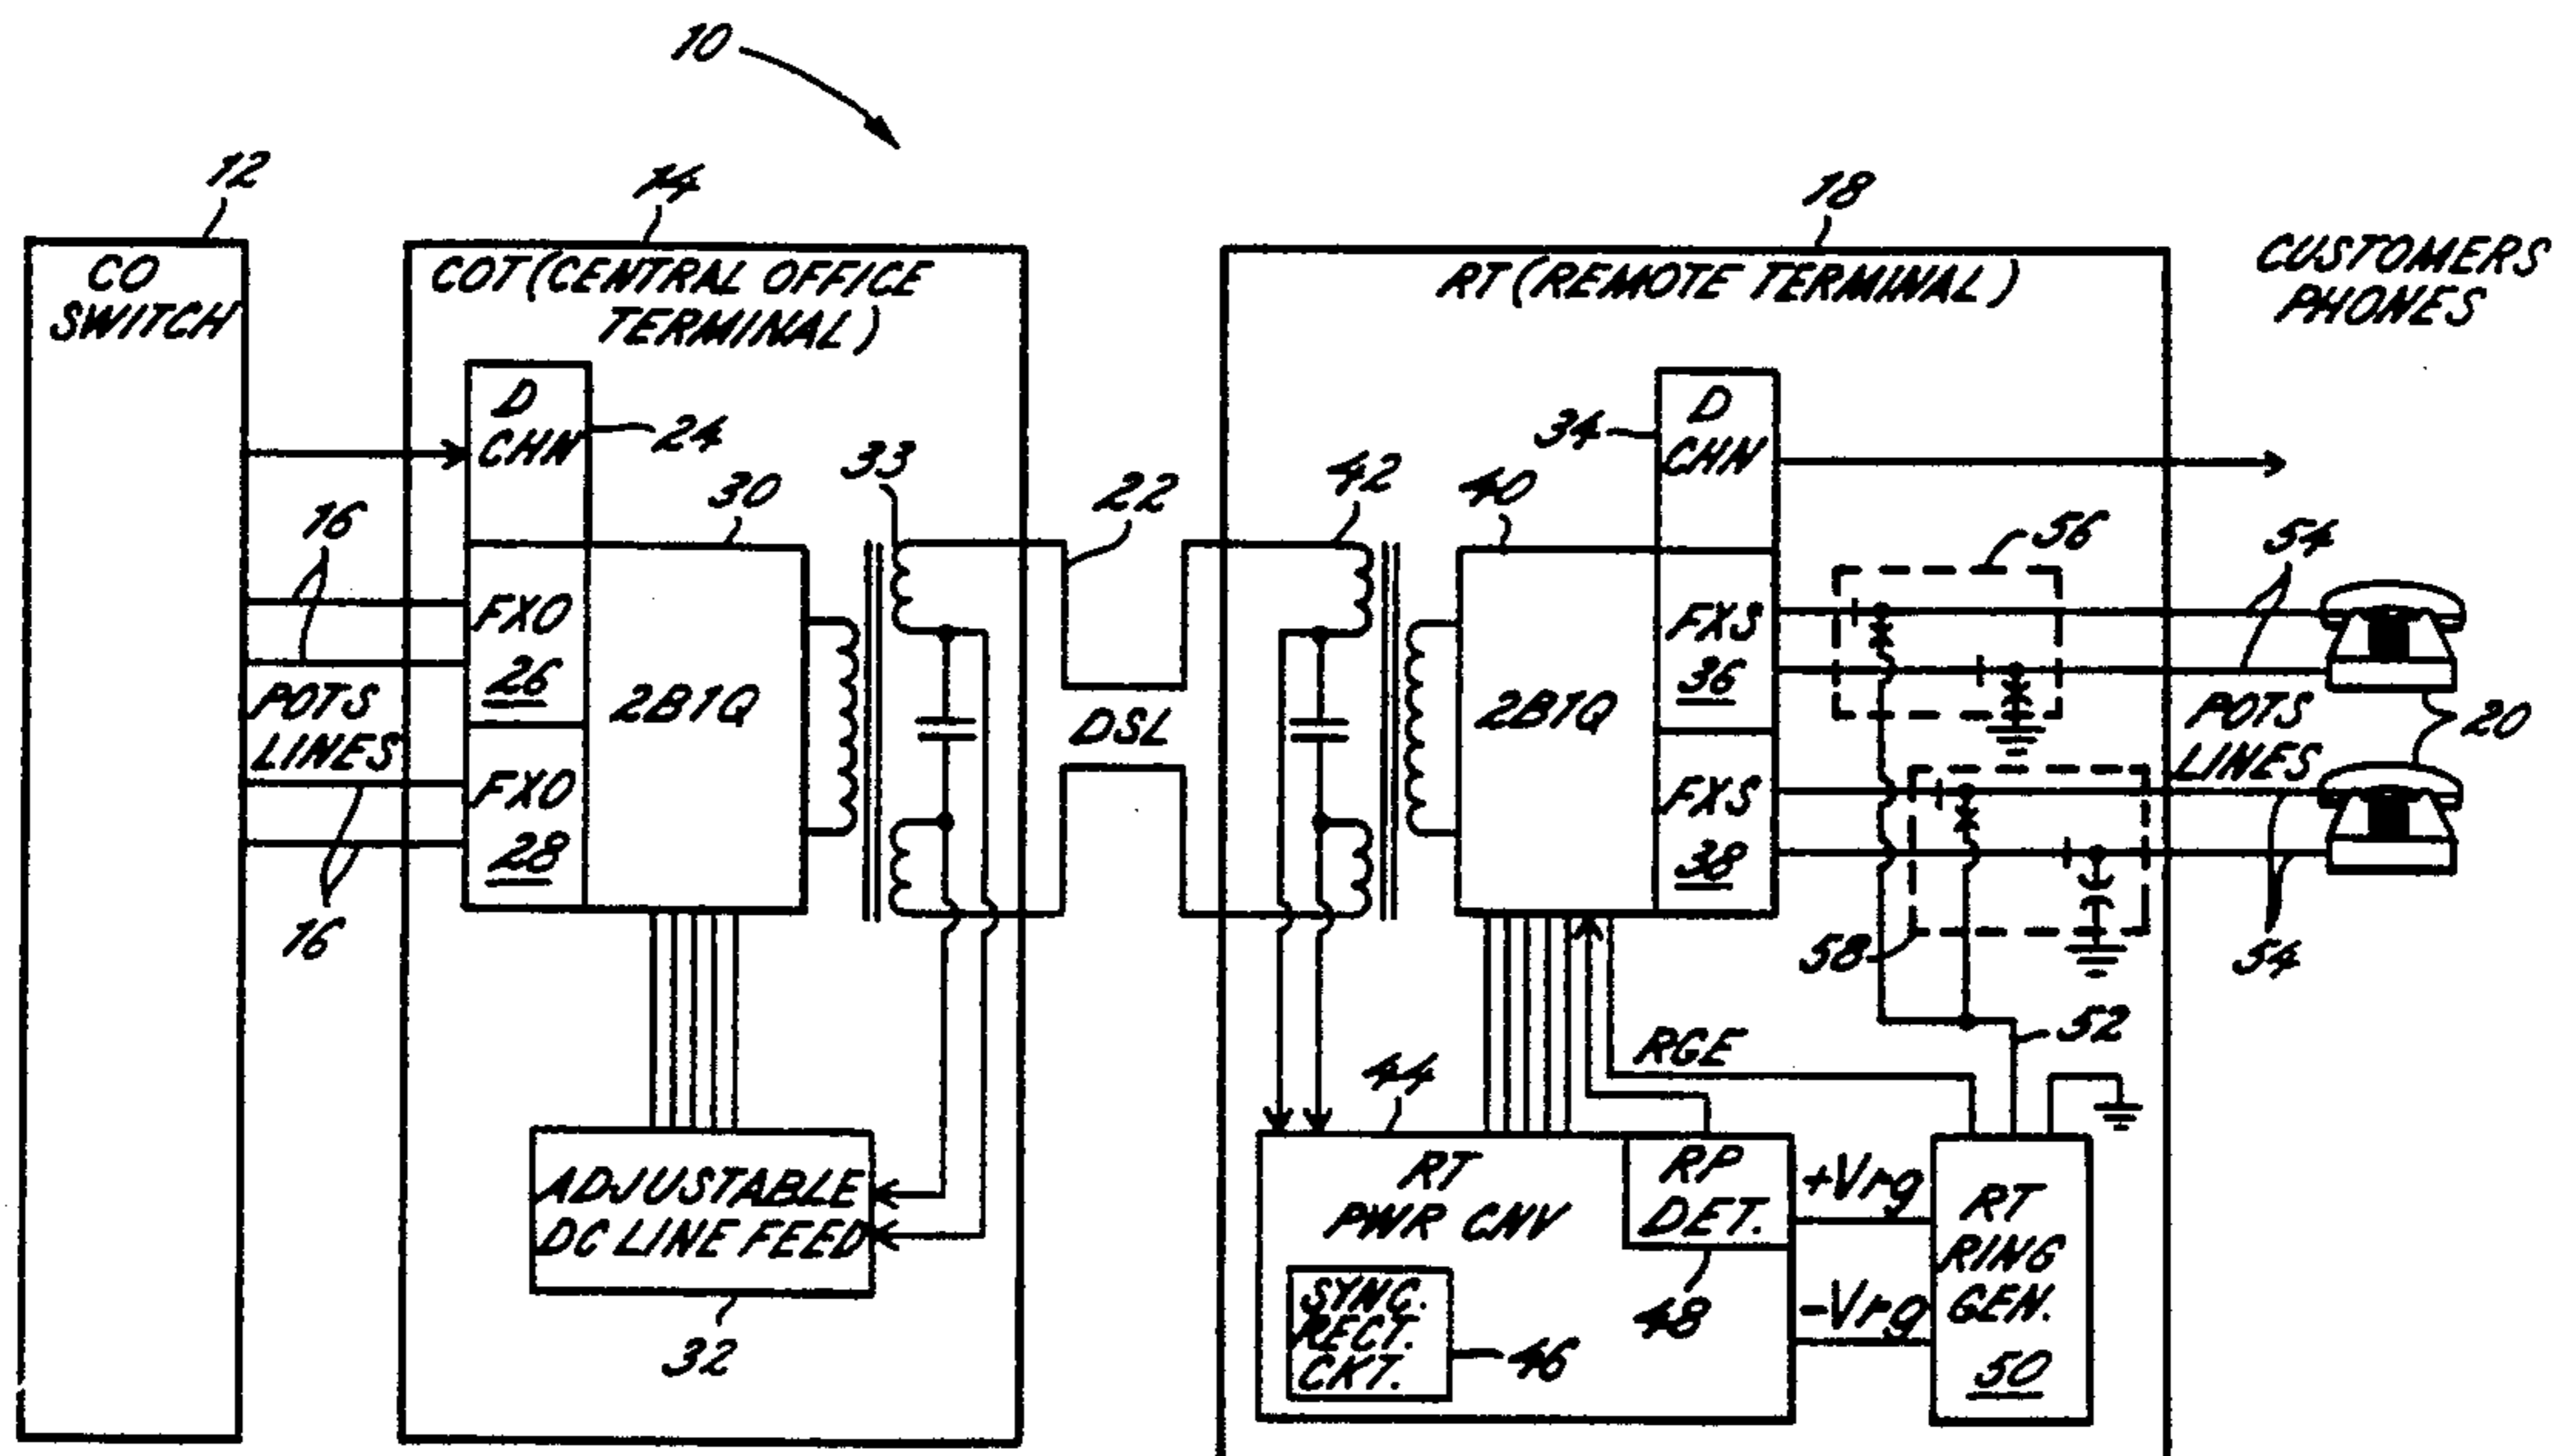 10
12
14
18
CO
SWITCH
COT (CENTRAL OFFICE
TERMINAL)
RT (REMOTE TERMINAL)
CUSTOMERS
PHONES
D
CHN
24
33
30
16
FXO
26
2B1Q
POTS
LINES
FXO
28
16
22
DSL
42
40
34
D
CHN
56
54
FXS
36
2B1Q
POTS
LINES
20
FXS
38
58
54
52
RGE
44
ADJUSTABLE
DC LINE FEED
32
RT
PWR CNV
RP
DET.
48
SYNC.
RECT.
CKT.
46
+Vrg
-Vrg
RT
RING
GEN.
50